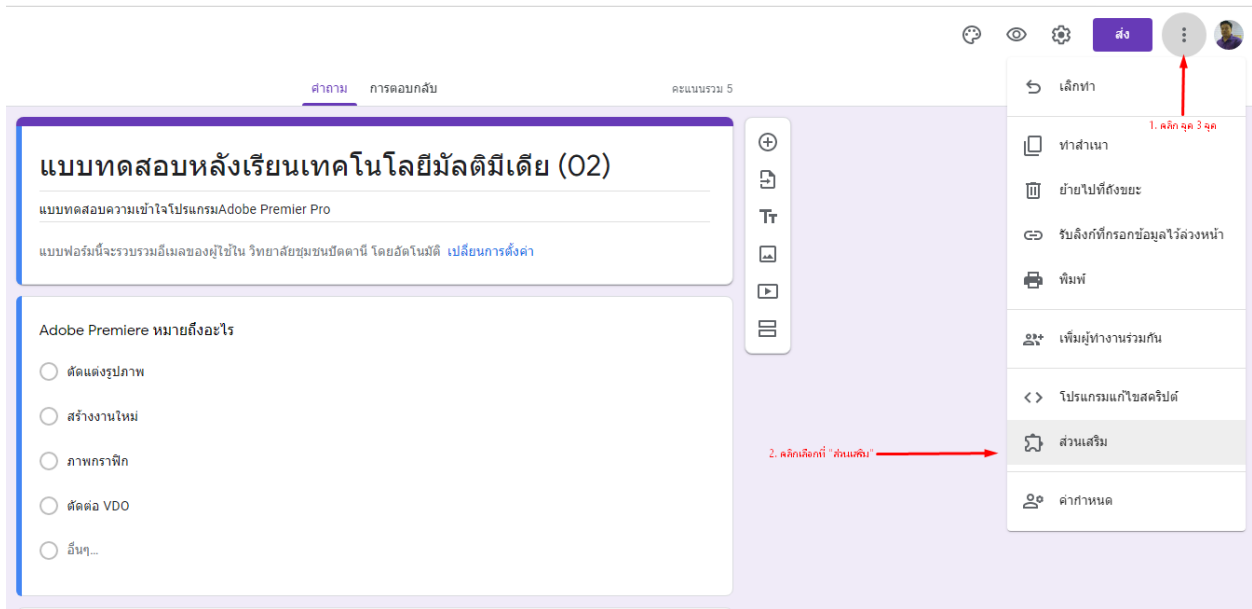 ส่ง
คำถาม การตอบกลับ คะแนนรวม 5
แบบทดสอบหลังเรียนเทคโนโลยีมัลติมีเดีย (02)
แบบทดสอบความเข้าใจโปรแกรมAdobe Premier Pro
แบบฟอร์มนี้จะรวบรวมอีเมลของผู้ใช้ใน วิทยาลัยชุมชนปัตตานี โดยอัตโนมัติ เปลี่ยนการตั้งค่า
Adobe Premiere หมายถึงอะไร
ตัดแต่งรูปภาพ
สร้างงานใหม่
ภาพกราฟิก
ตัดต่อ VDO
อื่นๆ...
Tт
เลิกทำ
1. คลิก จุด 3 จุด
ทำสำเนา
ย้ายไปที่ถังขยะ
รับลิงก์ที่กรอกข้อมูลไว้ล่วงหน้า
พิมพ์
เพิ่มผู้ทำงานร่วมกัน
โปรแกรมแก้ไขสคริปต์
2. คลิกเลือกที่ "ส่วนเสริม"
ส่วนเสริม
ค่ากำหนด